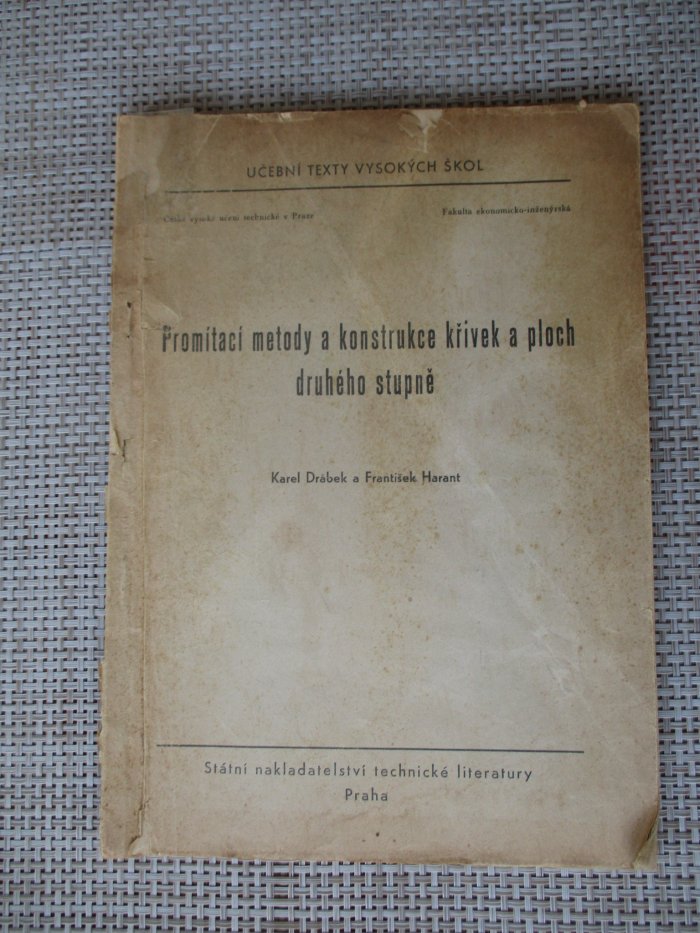 UČEBNÍ TEXTY VYSOKÝCH ŠKOL
České vysoké učení technické v Praze
Fakulta ekonomicko-inženýrská
Promítací metody a konstrukce křivek a ploch
druhého stupně
Karel Drábek a František Harant
Státní nakladatelství technické literatury
Praha